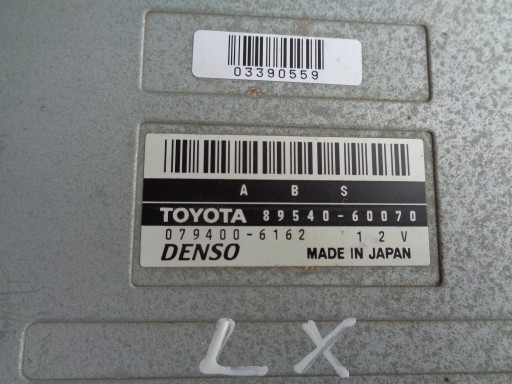 03390559
A B S
TOYOTA 89540-60070
079400-6162 12V
DENSO MADE IN JAPAN
LX